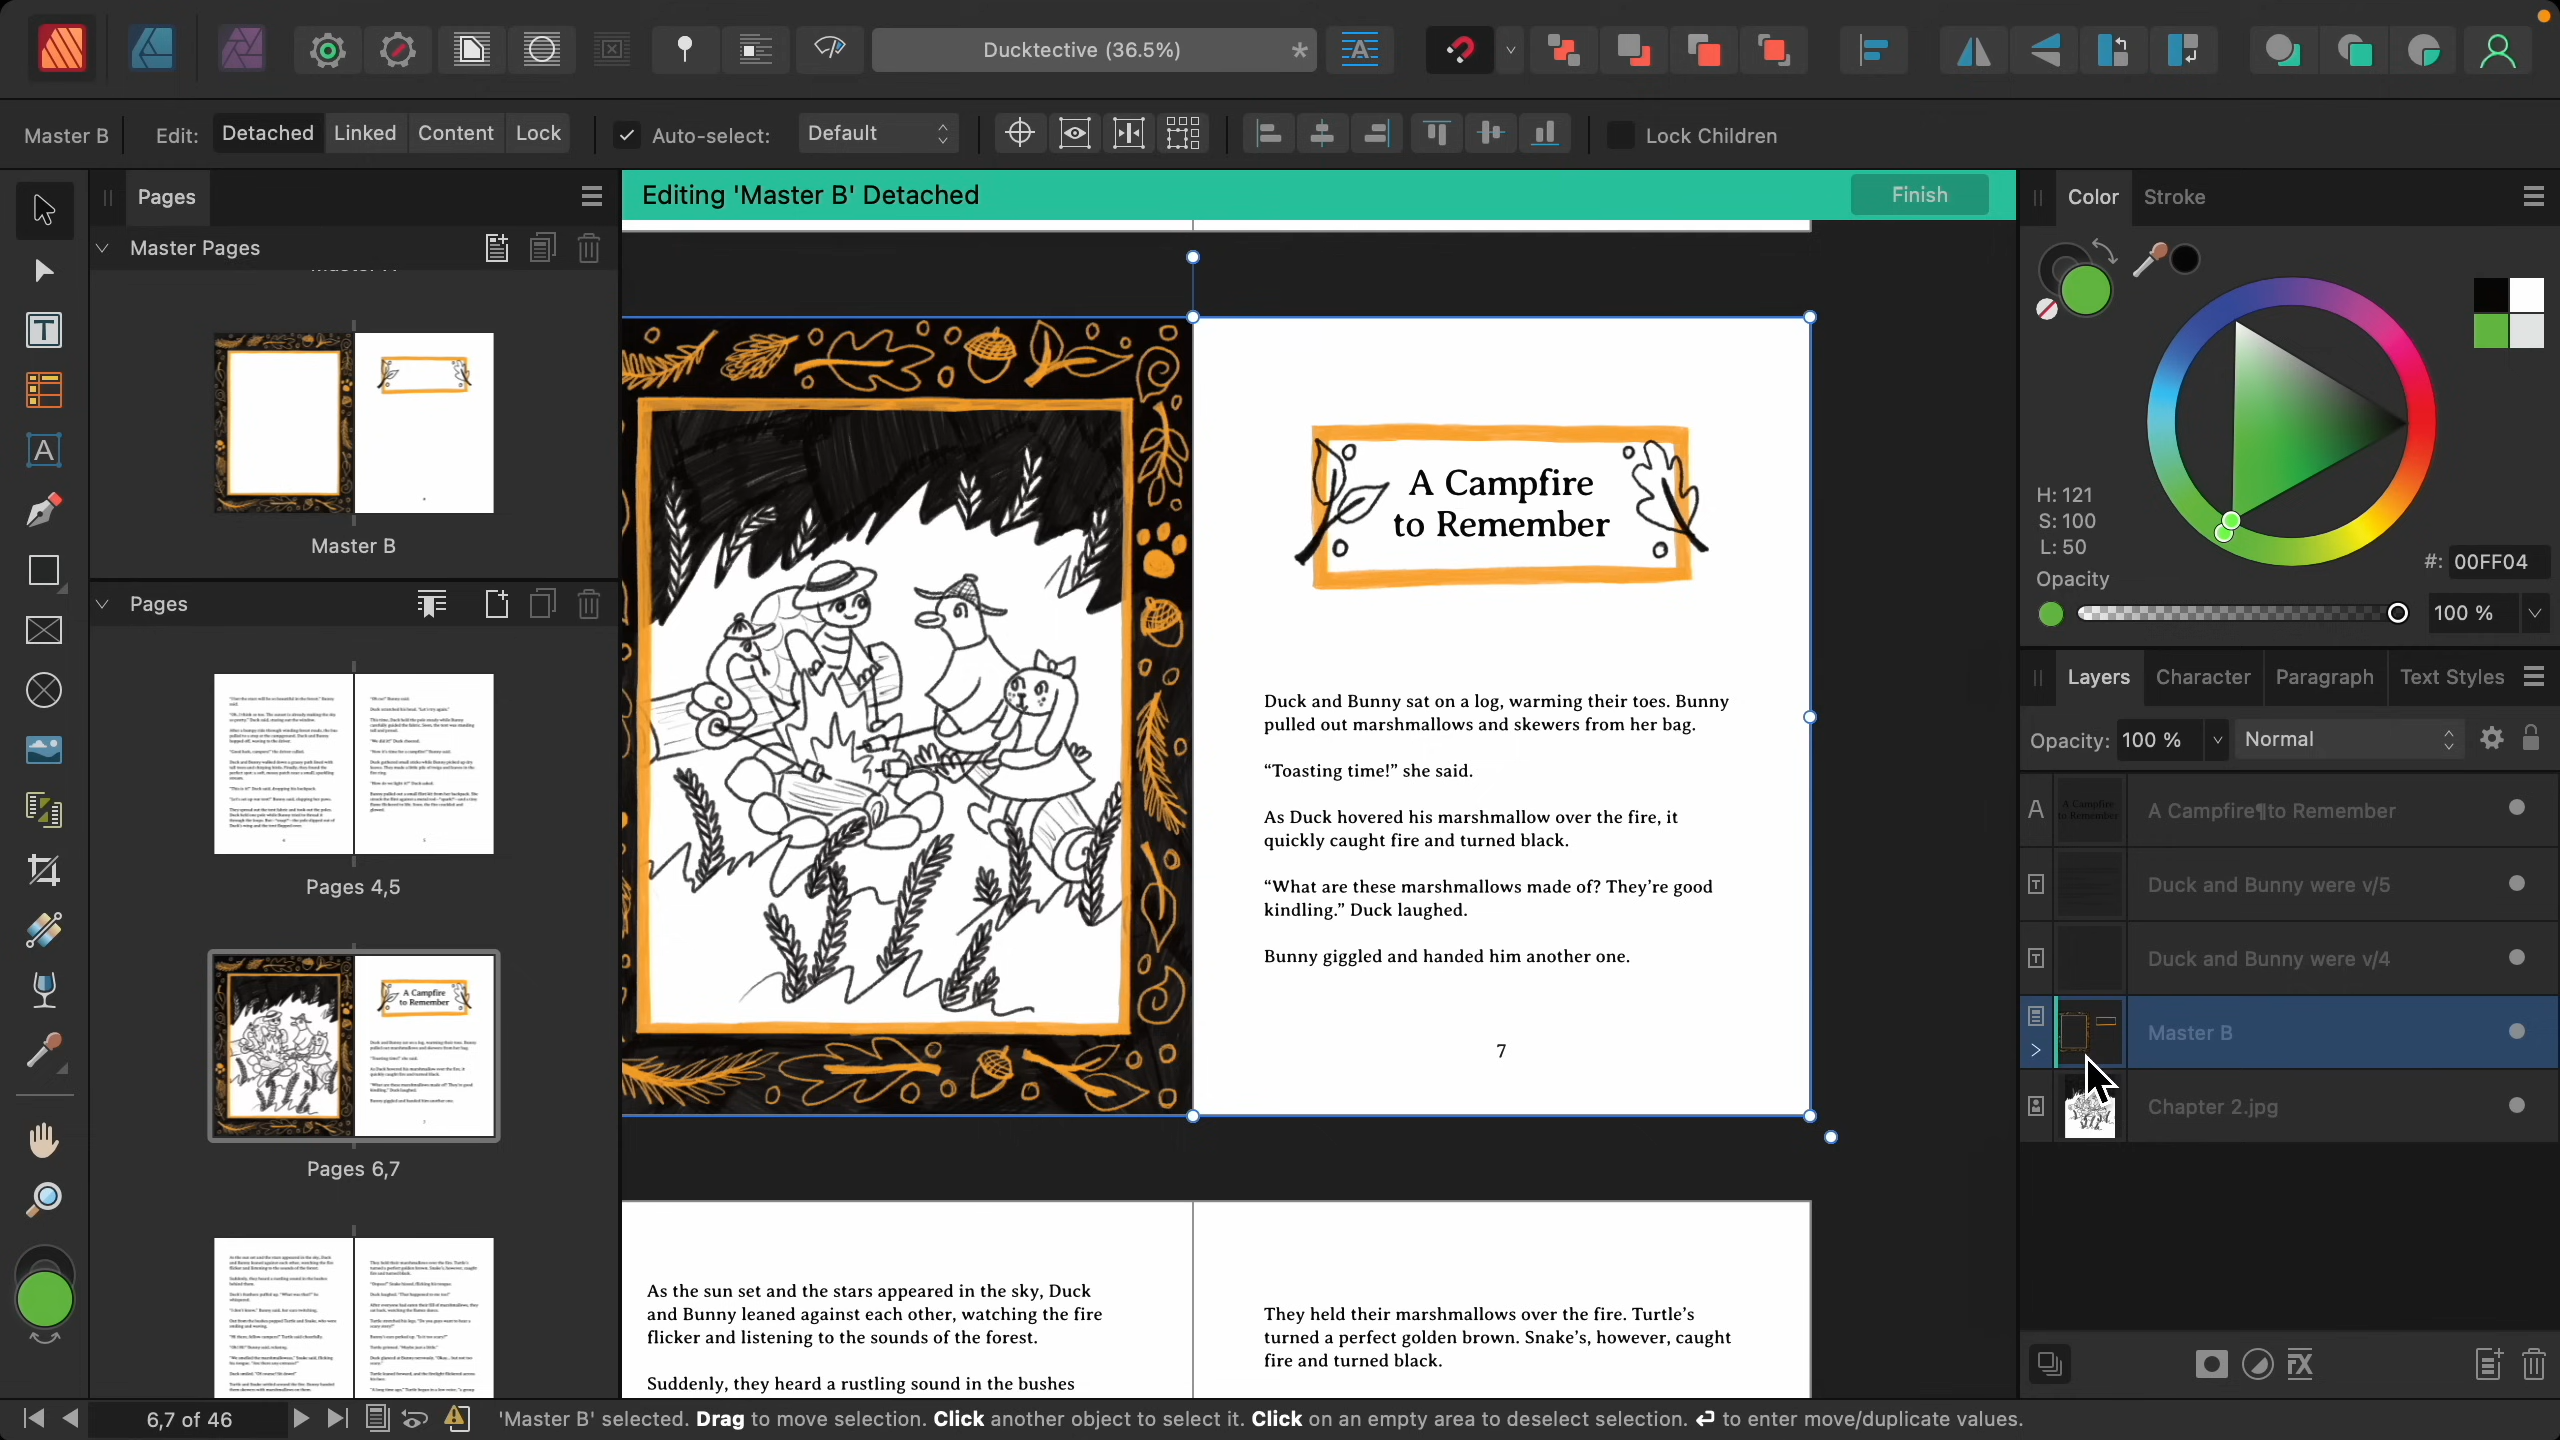 Ducktective (36.5%)
*
Master B
Edit:
Detached
Linked
Content
Lock
Auto-select:
Default
Lock Children
Pages
Master Pages
Master B
Pages
Pages 4,5
A Campfire
to Remember
Pages 6,7
Editing 'Master B' Detached
Finish
A Campfire
to Remember
Duck and Bunny sat on a log, warming their toes. Bunny
pulled out marshmallows and skewers from her bag.
“Toasting time!” she said.
As Duck hovered his marshmallow over the fire, it
quickly caught fire and turned black.
“What are these marshmallows made of? They’re good
kindling.” Duck laughed.
Bunny giggled and handed him another one.
7
As the sun set and the stars appeared in the sky, Duck
and Bunny leaned against each other, watching the fire
flicker and listening to the sounds of the forest.
Suddenly, they heard a rustling sound in the bushes
They held their marshmallows over the fire. Turtle’s
turned a perfect golden brown. Snake’s, however, caught
fire and turned black.
Color
Stroke
H: 121
S: 100
L: 50
#: 00FF04
Opacity
100 %
Layers
Character
Paragraph
Text Styles
Opacity: 100 %
Normal
A Campfire¶to Remember
Duck and Bunny were v/5
Duck and Bunny were v/4
Master B
Chapter 2.jpg
6,7 of 46
'Master B' selected. Drag to move selection. Click another object to select it. Click on an empty area to deselect selection. ↩ to enter move/duplicate values.